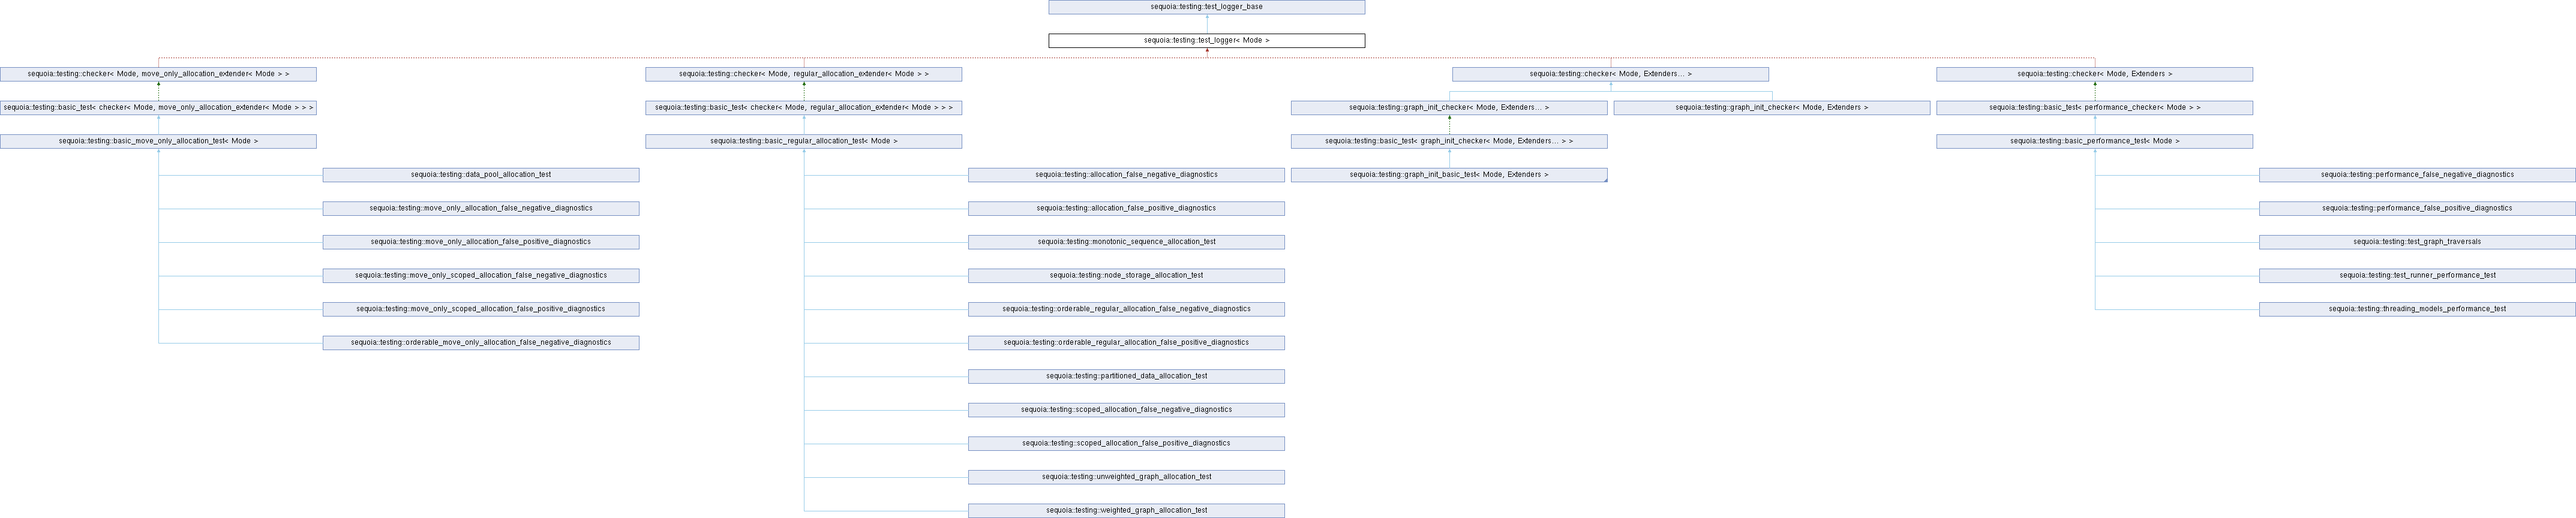 sequoia::testing::test_logger_base
sequoia::testing::test_logger< Mode >
sequoia::testing::checker< Mode, move_only_allocation_extender< Mode > >
sequoia::testing::checker< Mode, regular_allocation_extender< Mode > >
sequoia::testing::checker< Mode, Extenders... >
sequoia::testing::checker< Mode, Extenders >
sequoia::testing::basic_test< checker< Mode, move_only_allocation_extender< Mode > > >
sequoia::testing::basic_test< checker< Mode, regular_allocation_extender< Mode > > >
sequoia::testing::graph_init_checker< Mode, Extenders... >
sequoia::testing::graph_init_checker< Mode, Extenders >
sequoia::testing::basic_test< performance_checker< Mode > >
sequoia::testing::basic_move_only_allocation_test< Mode >
sequoia::testing::basic_regular_allocation_test< Mode >
sequoia::testing::basic_test< graph_init_checker< Mode, Extenders... > >
sequoia::testing::basic_performance_test< Mode >
sequoia::testing::data_pool_allocation_test
sequoia::testing::allocation_false_negative_diagnostics
sequoia::testing::graph_init_basic_test< Mode, Extenders >
sequoia::testing::performance_false_negative_diagnostics
sequoia::testing::move_only_allocation_false_negative_diagnostics
sequoia::testing::allocation_false_positive_diagnostics
sequoia::testing::performance_false_positive_diagnostics
sequoia::testing::move_only_allocation_false_positive_diagnostics
sequoia::testing::monotonic_sequence_allocation_test
sequoia::testing::test_graph_traversals
sequoia::testing::move_only_scoped_allocation_false_negative_diagnostics
sequoia::testing::node_storage_allocation_test
sequoia::testing::test_runner_performance_test
sequoia::testing::move_only_scoped_allocation_false_positive_diagnostics
sequoia::testing::orderable_regular_allocation_false_negative_diagnostics
sequoia::testing::threading_models_performance_test
sequoia::testing::orderable_move_only_allocation_false_negative_diagnostics
sequoia::testing::orderable_regular_allocation_false_positive_diagnostics
sequoia::testing::partitioned_data_allocation_test
sequoia::testing::scoped_allocation_false_negative_diagnostics
sequoia::testing::scoped_allocation_false_positive_diagnostics
sequoia::testing::unweighted_graph_allocation_test
sequoia::testing::weighted_graph_allocation_test